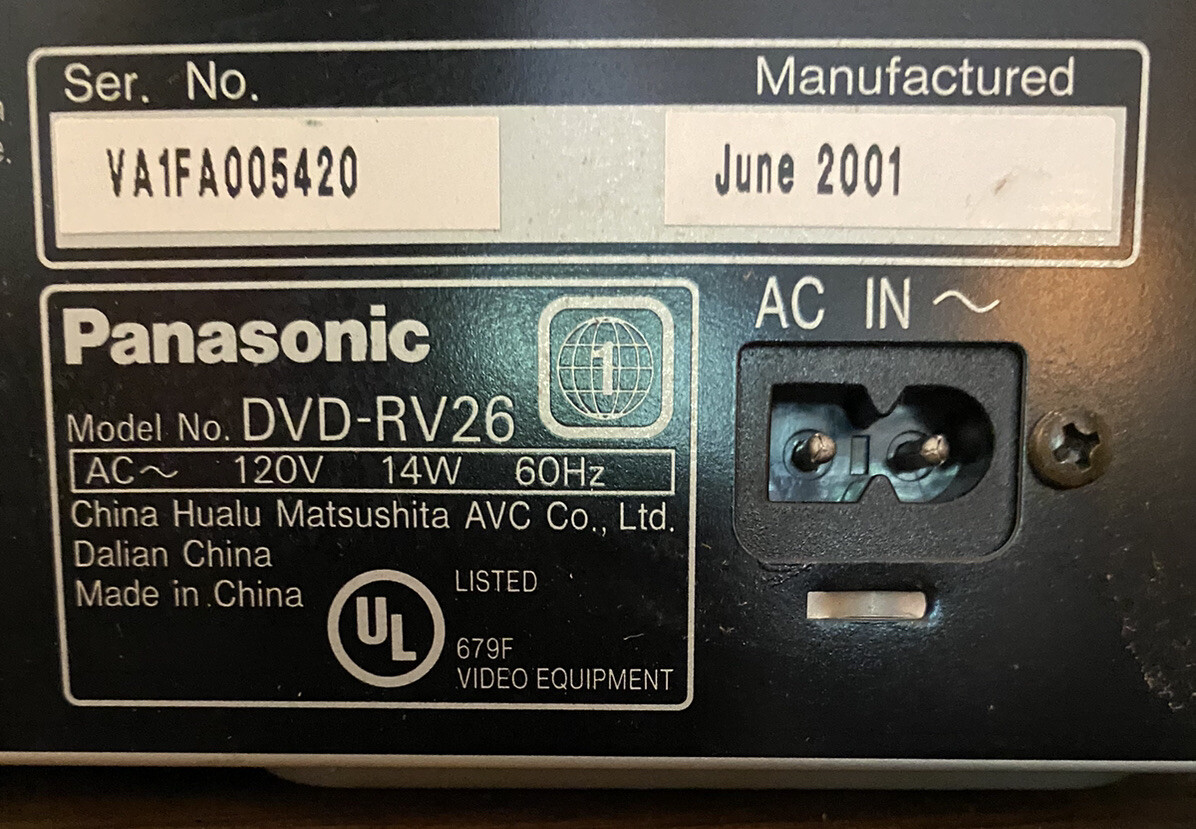 Ser. No.
Manufactured
VA1FA005420
June 2001
Panasonic
1
Model No. DVD-RV26
AC~ 120V 14W 60Hz
China Hualu Matsushita AVC Co., Ltd.
Dalian China
Made in China
UL
LISTED
679F
VIDEO EQUIPMENT
AC IN ~